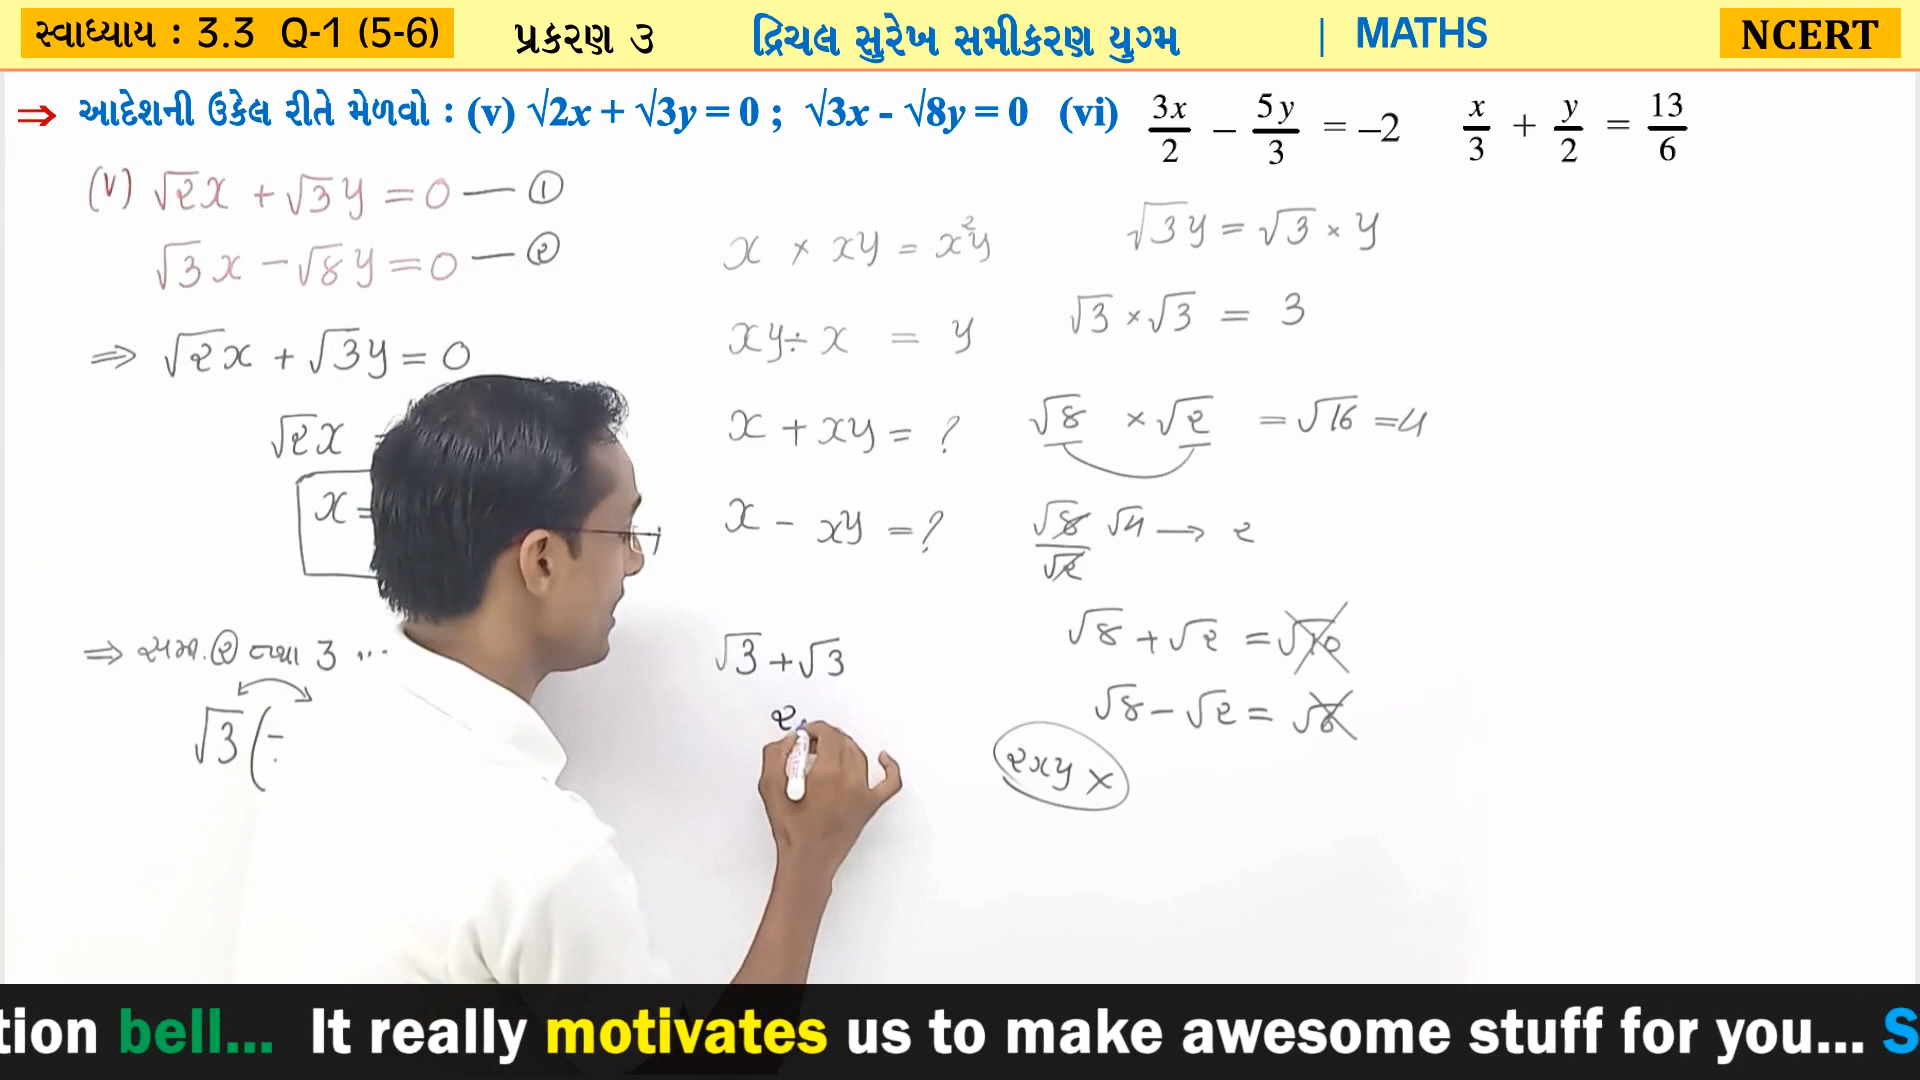 સ્વાધ્યાય : 3.3 Q-1 (5-6) પ્રકરણ ૩ દ્વિચલ સુરેખ સમીકરણ યુગ્મ | MATHS NCERT
⇒ આદેશની ઉકેલ રીતે મેળવો : (v) √2x + √3y = 0 ; √3x - √8y = 0 (vi) 3x/2 – 5y/3 = –2 x/3 + y/2 = 13/6
(v) √૨x + √3y = 0 — ①
√3x – √8y = 0 — ②
⇒ √૨x + √3y = 0
√૨x =
x =
⇒ સમી. ② તથા 3 ...
√3 (-
x × xy = x²y
xy ÷ x = y
x + xy = ?
x – xy = ?
√3 + √3
૨
√3y = √3 × y
√3 × √3 = 3
√8 × √૨ = √16 = 4
√8/√૨ √4 → ૨
√8 + √૨ = √10
√8 – √૨ =
૨xy ×
tion bell... It really motivates us to make awesome stuff for you... S